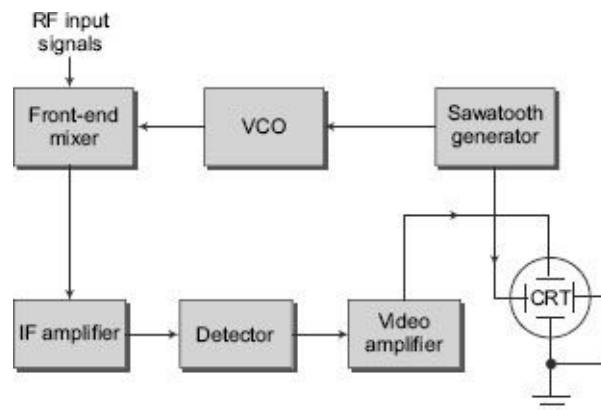 RF input
signals
Front-end
mixer
VCO
Sawatooth
generator
CRT
IF amplifier
Detector
Video
amplifier